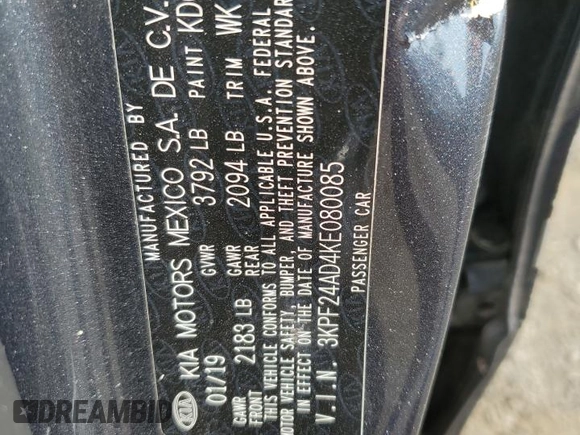 MANUFACTURED BY
KIA KIA MOTORS MEXICO S.A. DE C.V.
01/19 GVWR 3792 LB PAINT KD
GAWR FRONT 2183 LB GAWR REAR 2094 LB TRIM WK
THIS VEHICLE CONFORMS TO ALL APPLICABLE U.S.A. FEDERAL
MOTOR VEHICLE SAFETY, BUMPER, AND THEFT PREVENTION STANDAR
IN EFFECT ON THE DATE OF MANUFACTURE SHOWN ABOVE.
V.I.N. 3KPF24AD4KE080085
PASSENGER CAR
DREAMBID